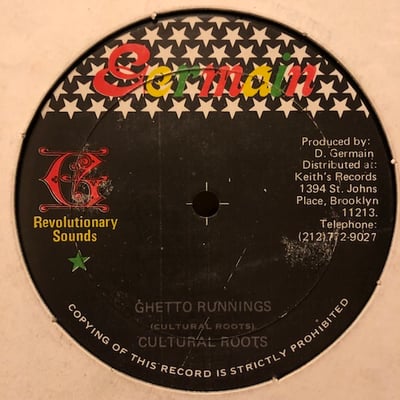 Germain
Produced by:
D. Germain
Distributed at:
Keith's Records
1394 St. Johns
Place, Brooklyn
11213.
Telephone:
(212) 772-9027
G
Revolutionary
Sounds
GHETTO RUNNINGS
(CULTURAL ROOTS)
CULTURAL ROOTS
COPYING OF THIS RECORD IS STRICTLY PROHIBITED